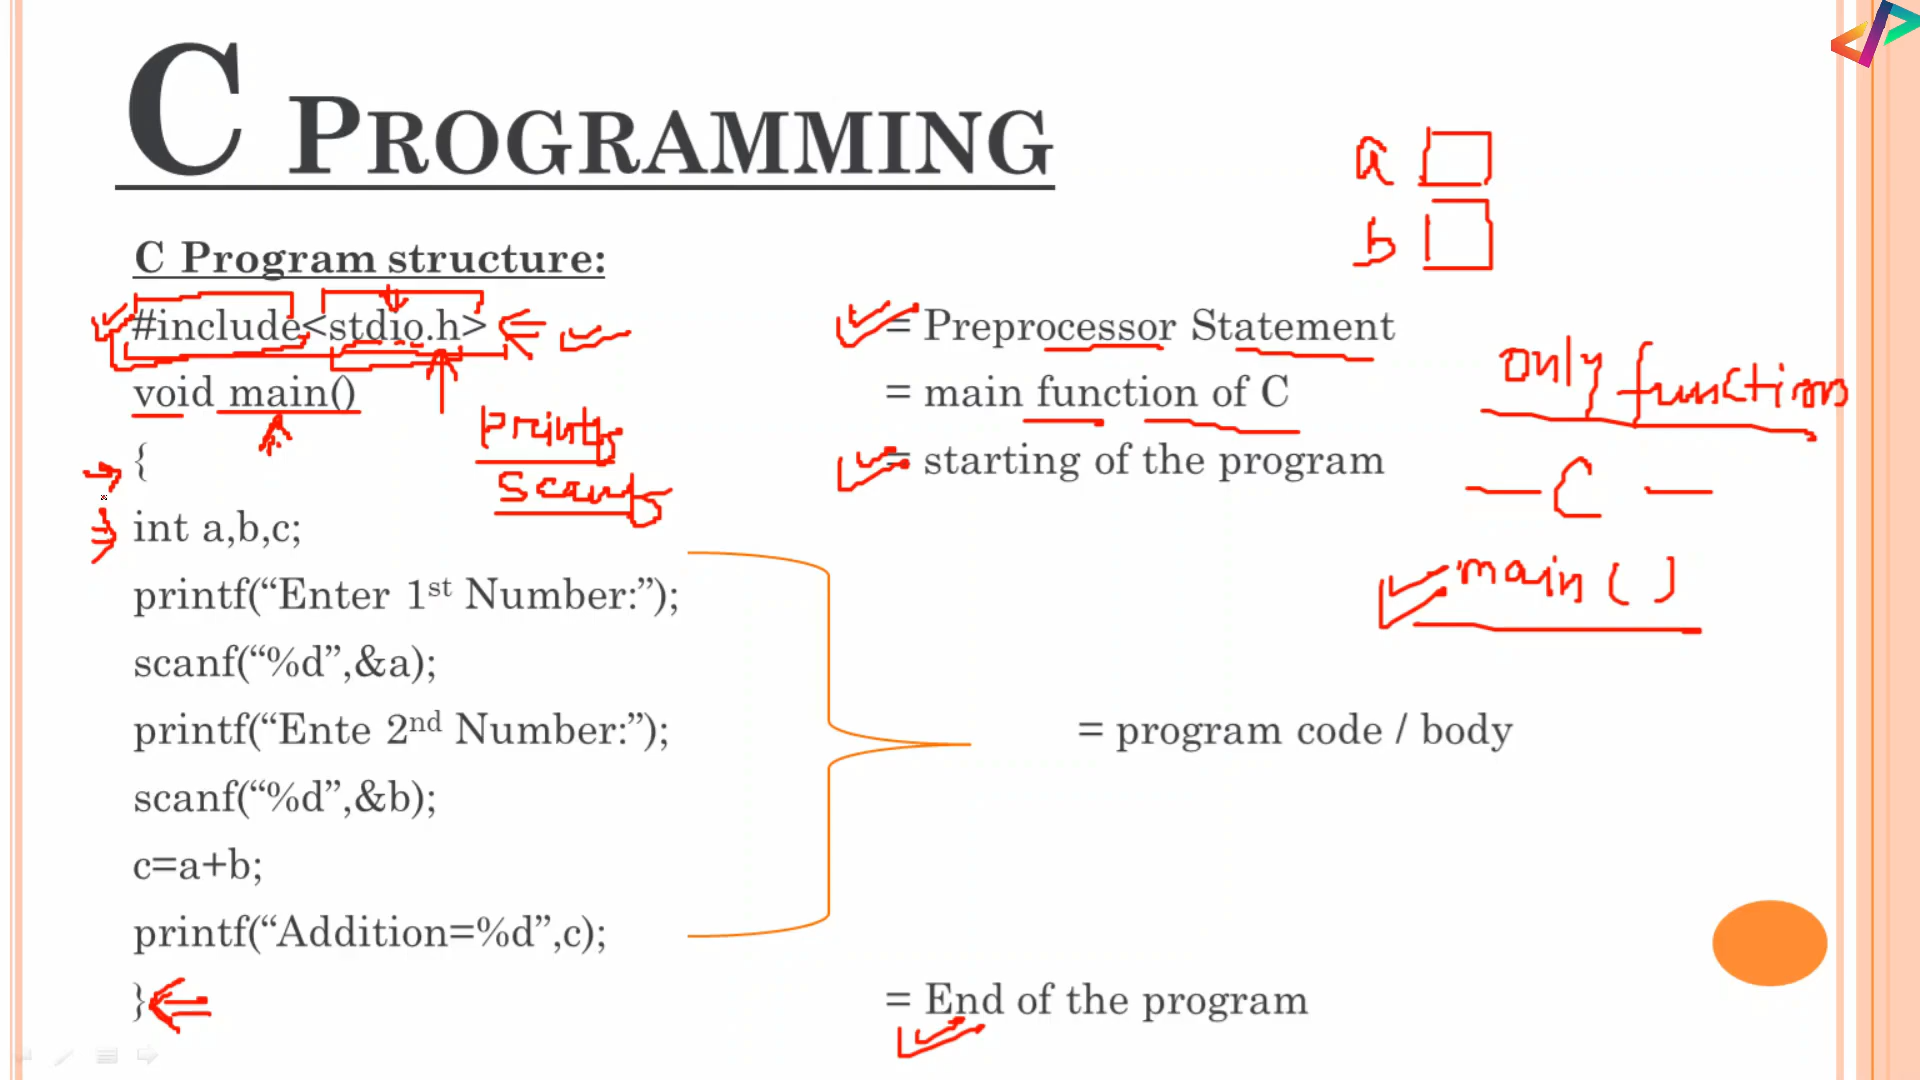 C PROGRAMMING
a
b
C Program structure:
#include<stdio.h> = Preprocessor Statement
void main() = main function of C
only function
printf
{ = starting of the program
scanf
C
int a,b,c;
main()
printf(“Enter 1st Number:”);
scanf(“%d”,&a);
printf(“Ente 2nd Number:”);
= program code / body
scanf(“%d”,&b);
c=a+b;
printf(“Addition=%d”,c);
} = End of the program